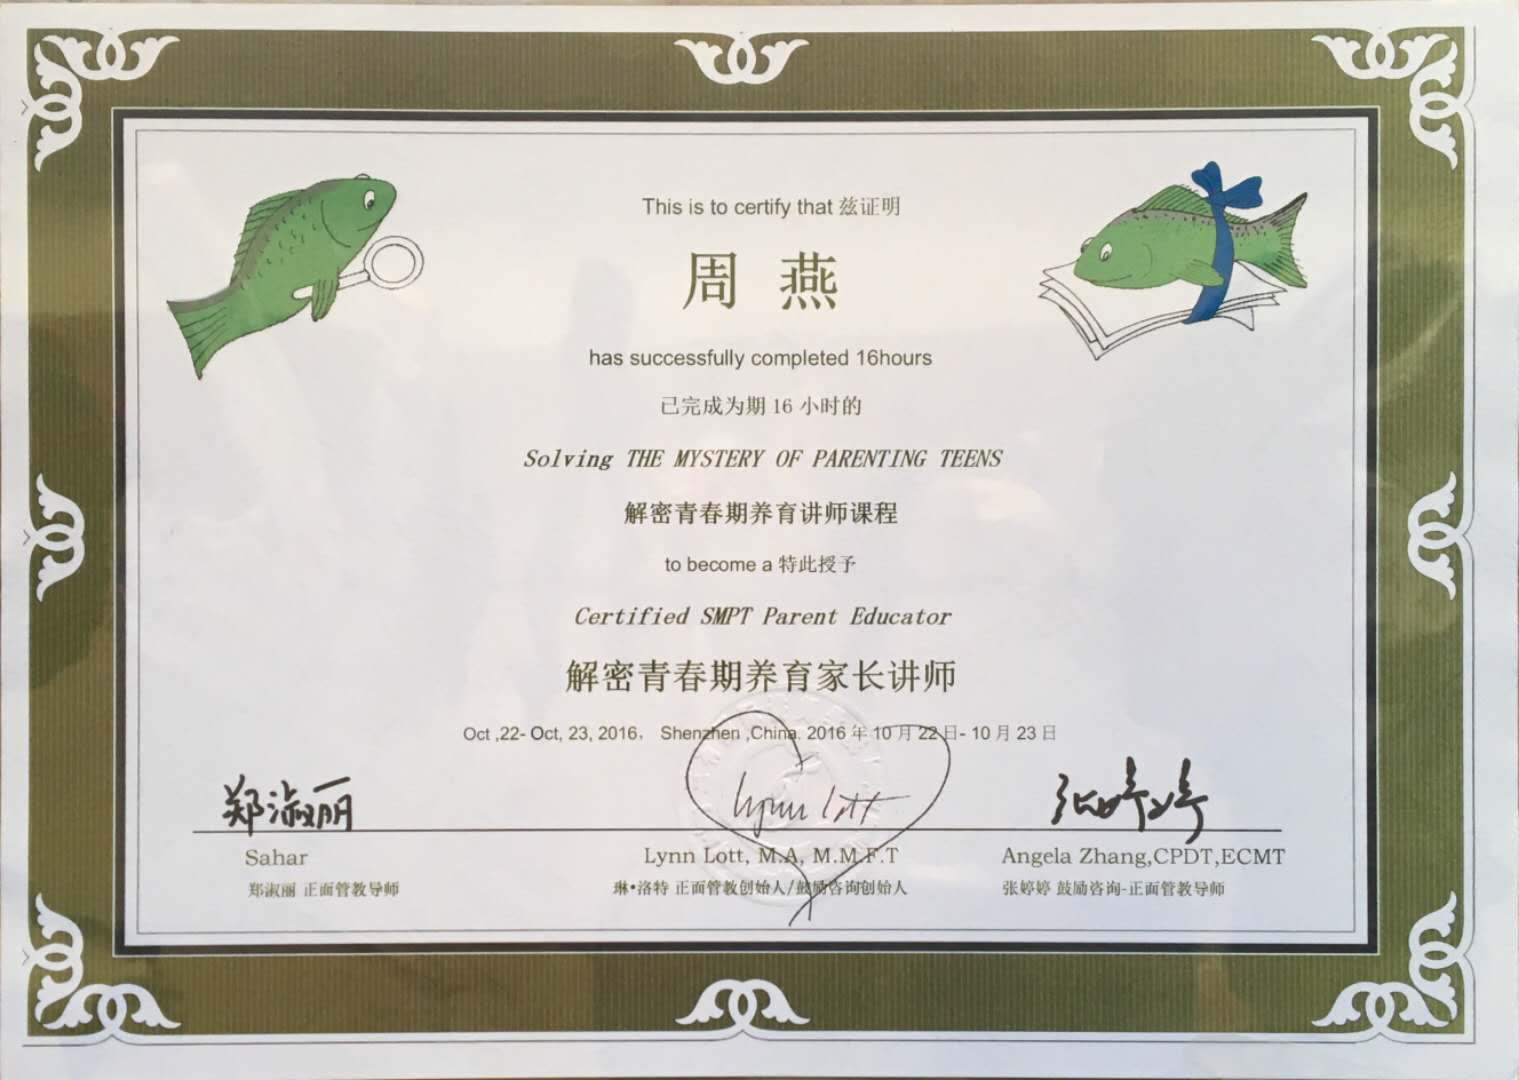 This is to certify that 兹证明
周 燕
has successfully completed 16hours
已完成为期 16 小时的
Solving THE MYSTERY OF PARENTING TEENS
解密青春期养育讲师课程
to become a 特此授予
Certified SMPT Parent Educator
解密青春期养育家长讲师
Oct ,22- Oct, 23, 2016， Shenzhen ,China. 2016 年 10 月 22 日- 10 月 23 日
郑淑丽 Lynn Lott 张婷婷
Sahar Lynn Lott, M.A, M.M.F.T Angela Zhang,CPDT,ECMT
郑淑丽 正面管教导师 琳•洛特 正面管教创始人/鼓励咨询创始人 张婷婷 鼓励咨询-正面管教导师